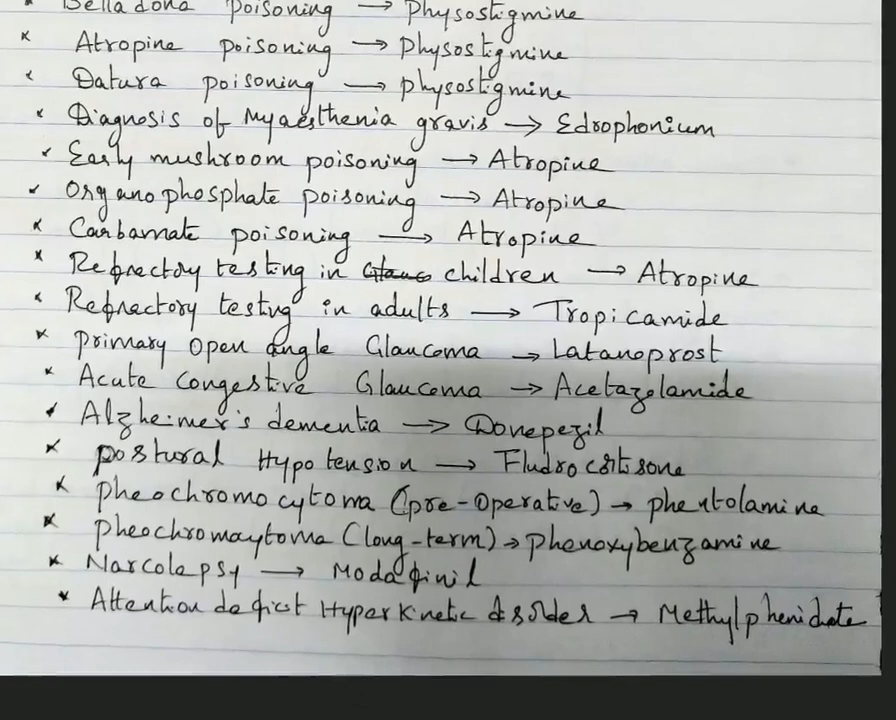 * Belladona poisoning → Physostigmine
* Atropine poisoning → Physostigmine
* Datura poisoning → physostigmine
* Diagnosis of Myaesthenia gravis → Edrophonium
✓ Early mushroom poisoning → Atropine
✓ Organophosphate poisoning → Atropine
* Carbamate poisoning → Atropine
* Refractory testing in children → Atropine
* Refractory testing in adults → Tropicamide
* Primary Open angle Glaucoma → Latanoprost
* Acute Congestive Glaucoma → Acetazolamide
✓ Alzheimer's dementia → Donepezil
* postural Hypotension → Fludrocortisone
* pheochromocytoma (pre-Operative) → phentolamine
* pheochromocytoma (long-term) → phenoxybenzamine
* Narcolepsy → Modafinil
* Attention deficit Hyperkinetic disorder → Methylphenidate